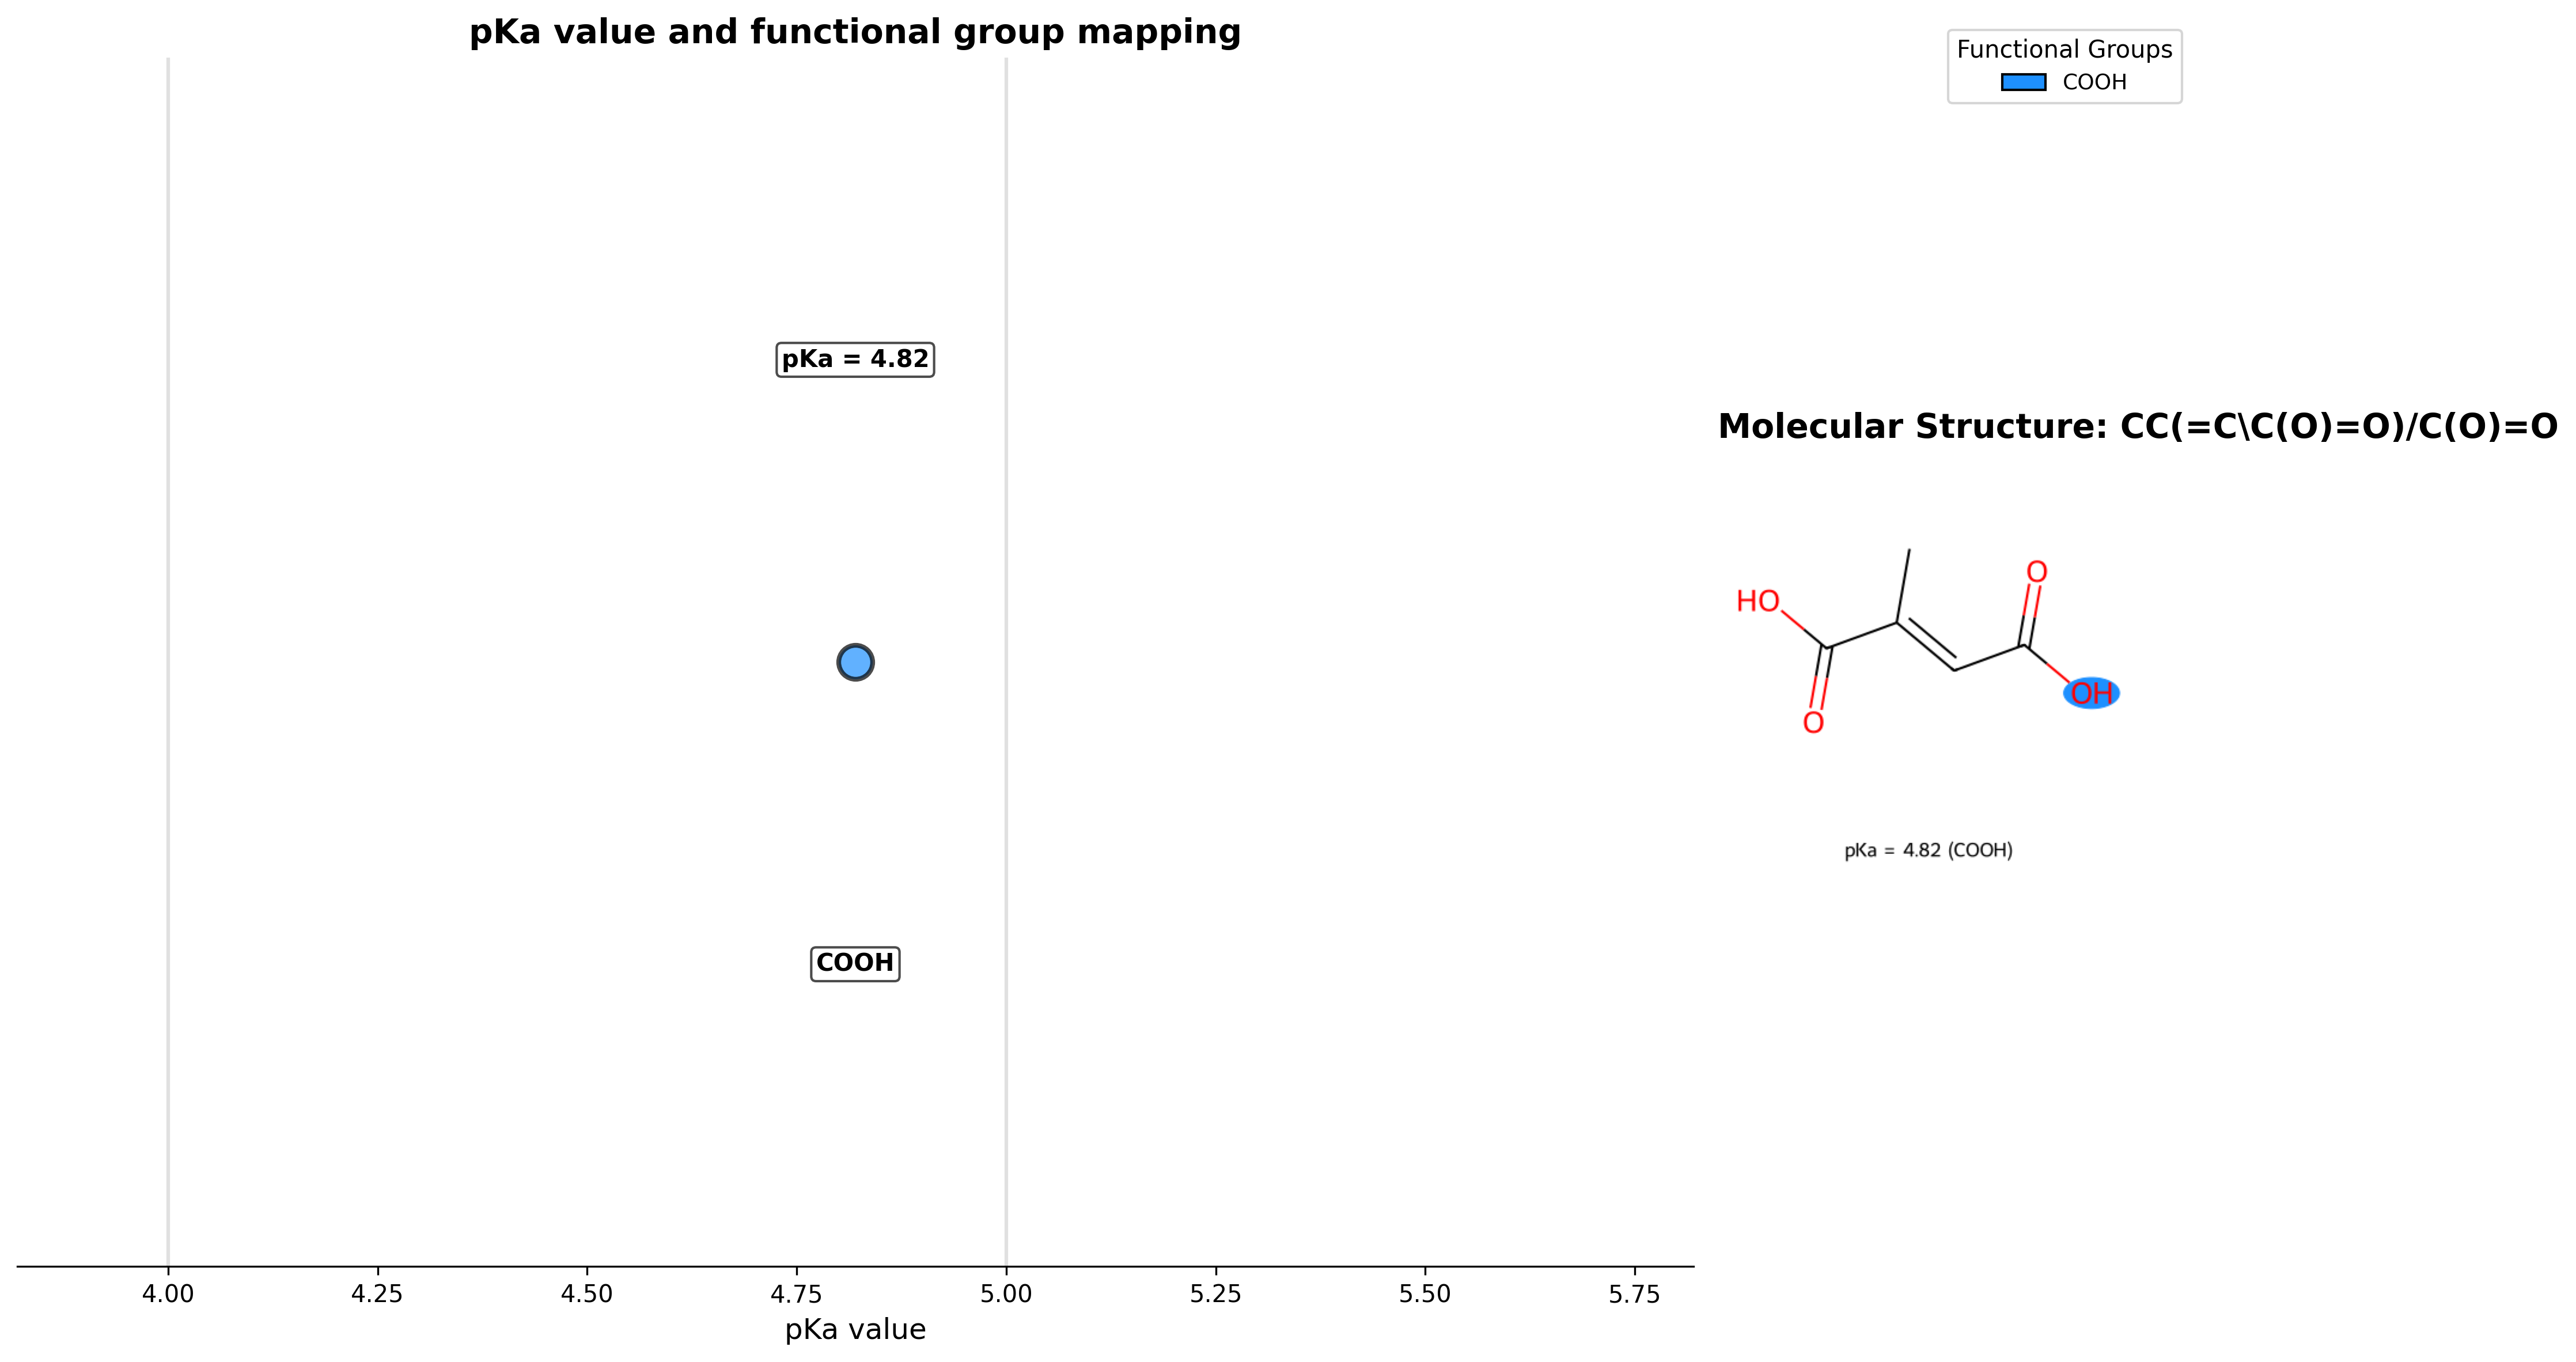 pKa value and functional group mapping
pKa = 4.82
COOH
4.00 4.25 4.50 4.75 5.00 5.25 5.50 5.75
pKa value
Functional Groups
COOH
Molecular Structure: CC(=C\C(O)=O)/C(O)=O
O
HO
OH
O
pKa = 4.82 (COOH)